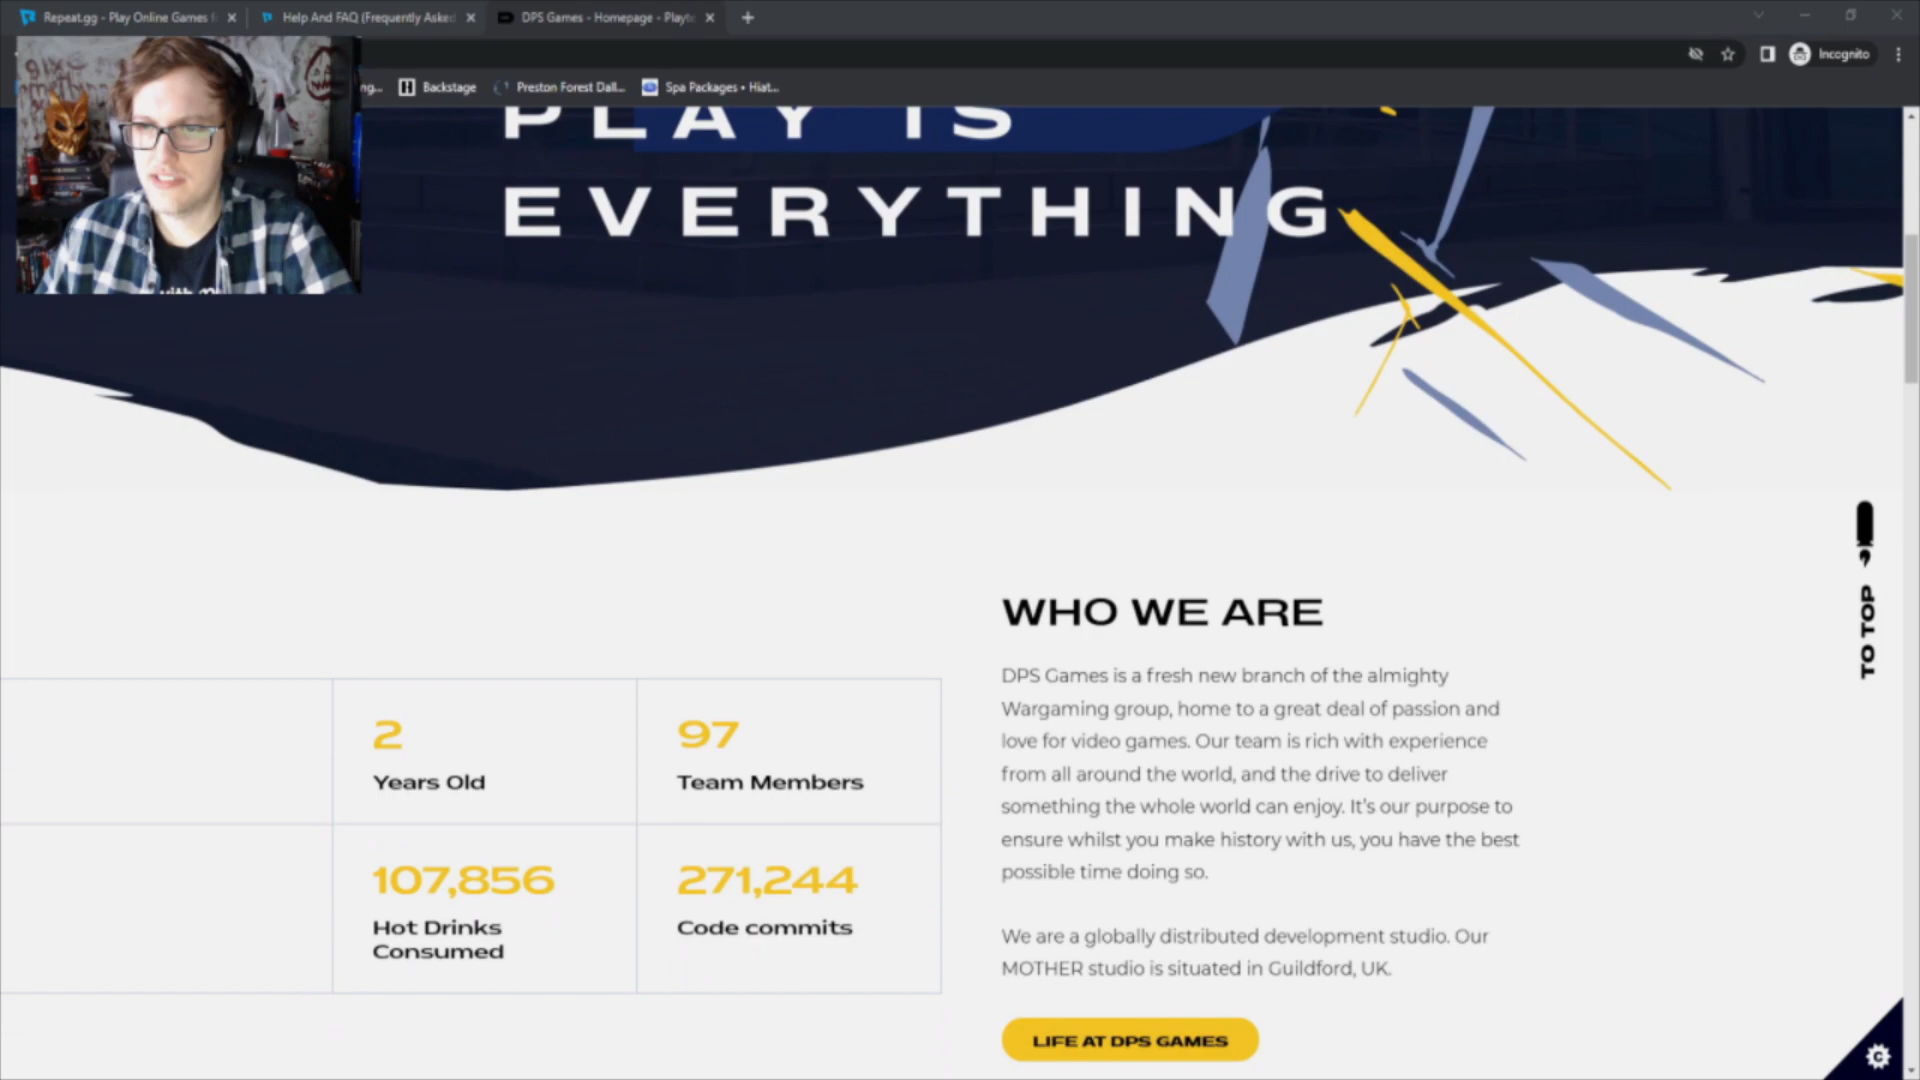 Repeat.gg - Play Online Games f
Help And FAQ (Frequently Asked
DPS Games - Homepage - Playte
Incognito
ng...
Backstage
Preston Forest Dall...
Spa Packages • Hiat...
PLAY IS
EVERYTHING
TO TOP
WHO WE ARE
DPS Games is a fresh new branch of the almighty
Wargaming group, home to a great deal of passion and
love for video games. Our team is rich with experience
from all around the world, and the drive to deliver
something the whole world can enjoy. It's our purpose to
ensure whilst you make history with us, you have the best
possible time doing so.
We are a globally distributed development studio. Our
MOTHER studio is situated in Guildford, UK.
LIFE AT DPS GAMES
2
Years Old
97
Team Members
107,856
Hot Drinks
Consumed
271,244
Code commits